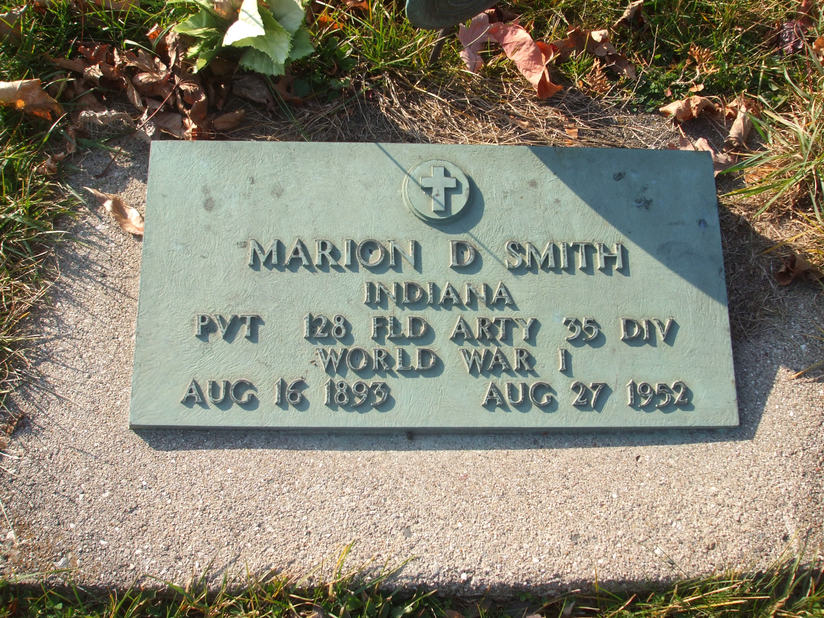 MARION D SMITH
INDIANA
PVT 128 FLD ARTY 35 DIV
WORLD WAR I
AUG 16 1893 AUG 27 1952